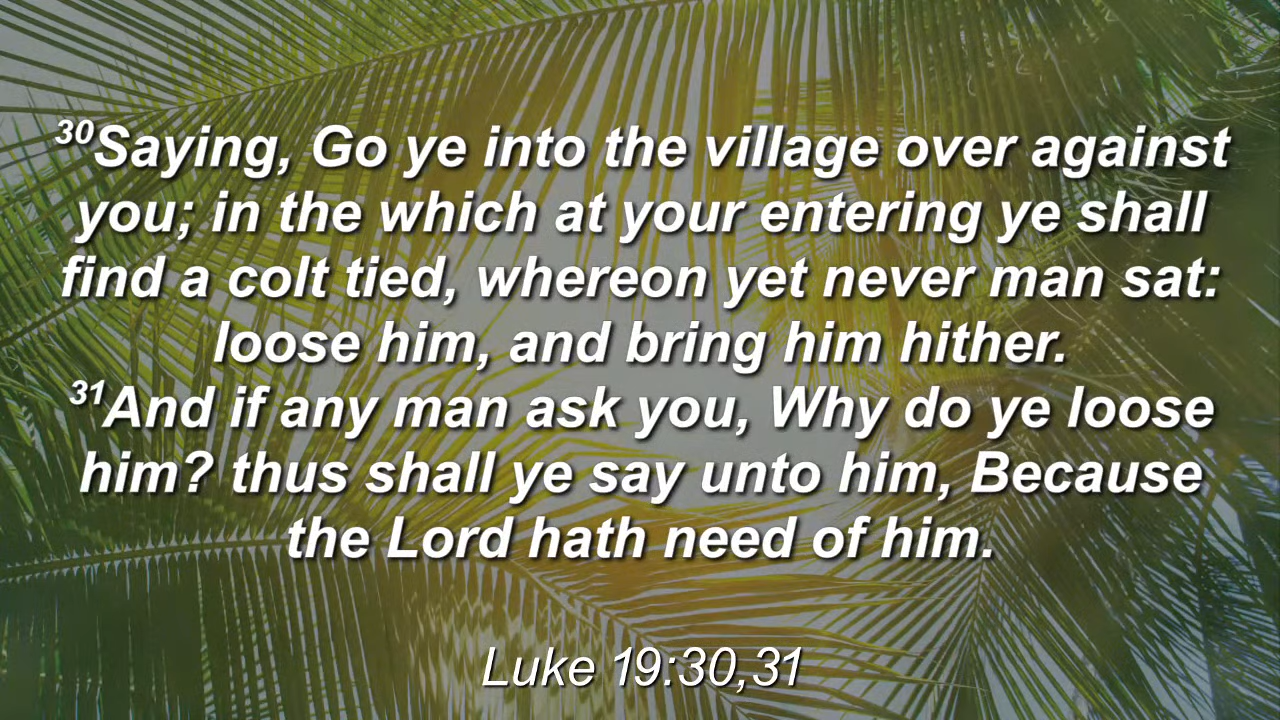 30Saying, Go ye into the village over against
you; in the which at your entering ye shall
find a colt tied, whereon yet never man sat:
loose him, and bring him hither.
31And if any man ask you, Why do ye loose
him? thus shall ye say unto him, Because
the Lord hath need of him.
Luke 19:30,31